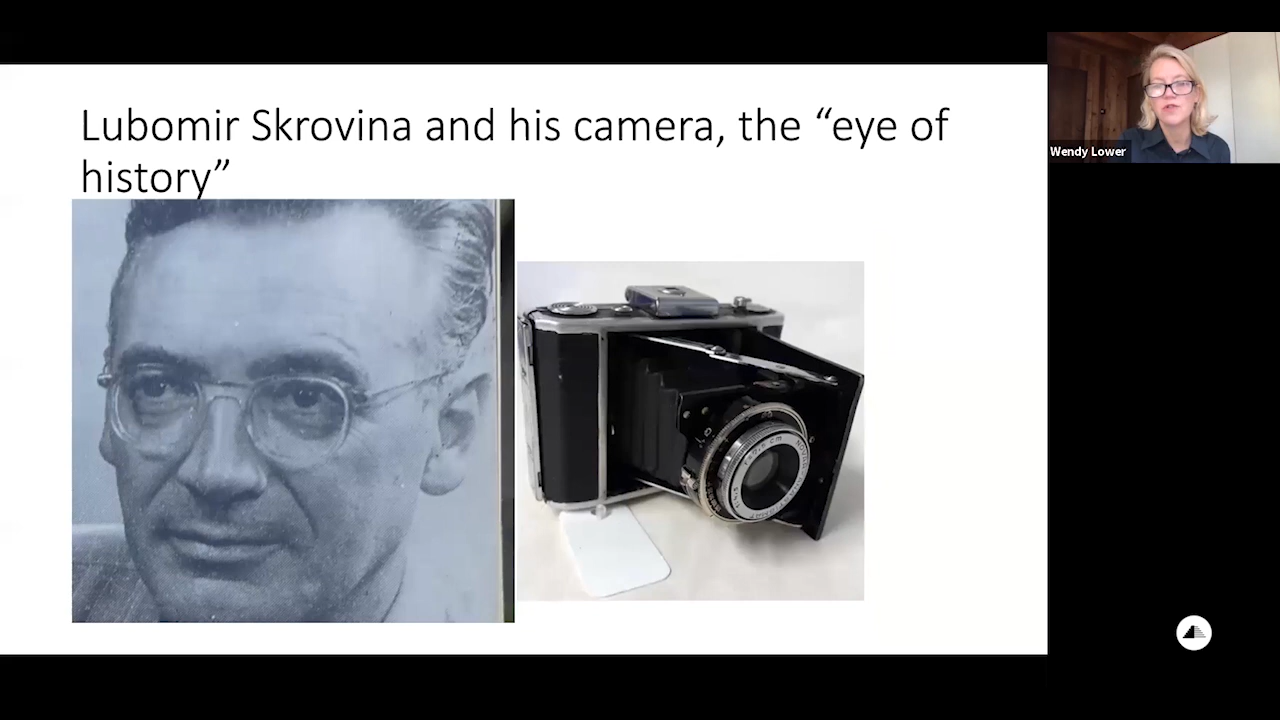 Lubomir Skrovina and his camera, the “eye of
history”
Wendy Lower